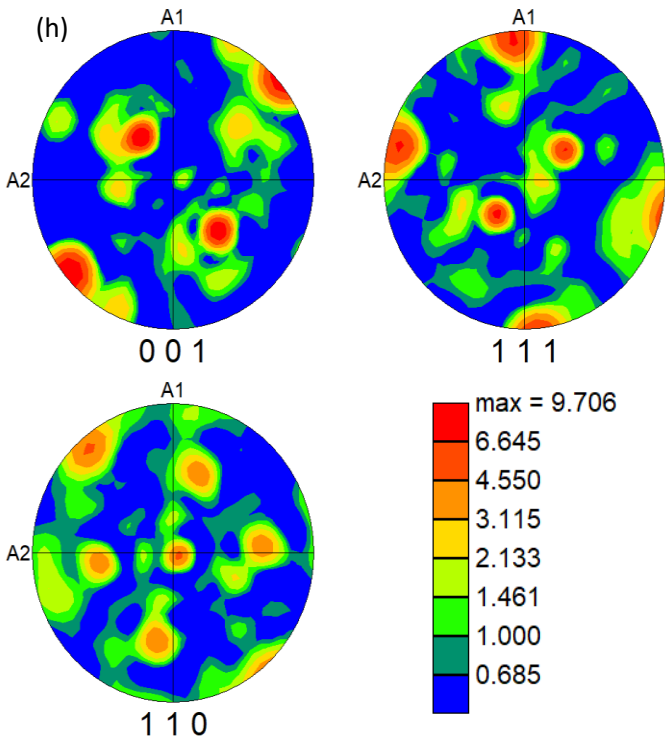 (h)
A1
A2
0 0 1
A1
A2
1 1 1
A1
A2
1 1 0
max = 9.706
6.645
4.550
3.115
2.133
1.461
1.000
0.685